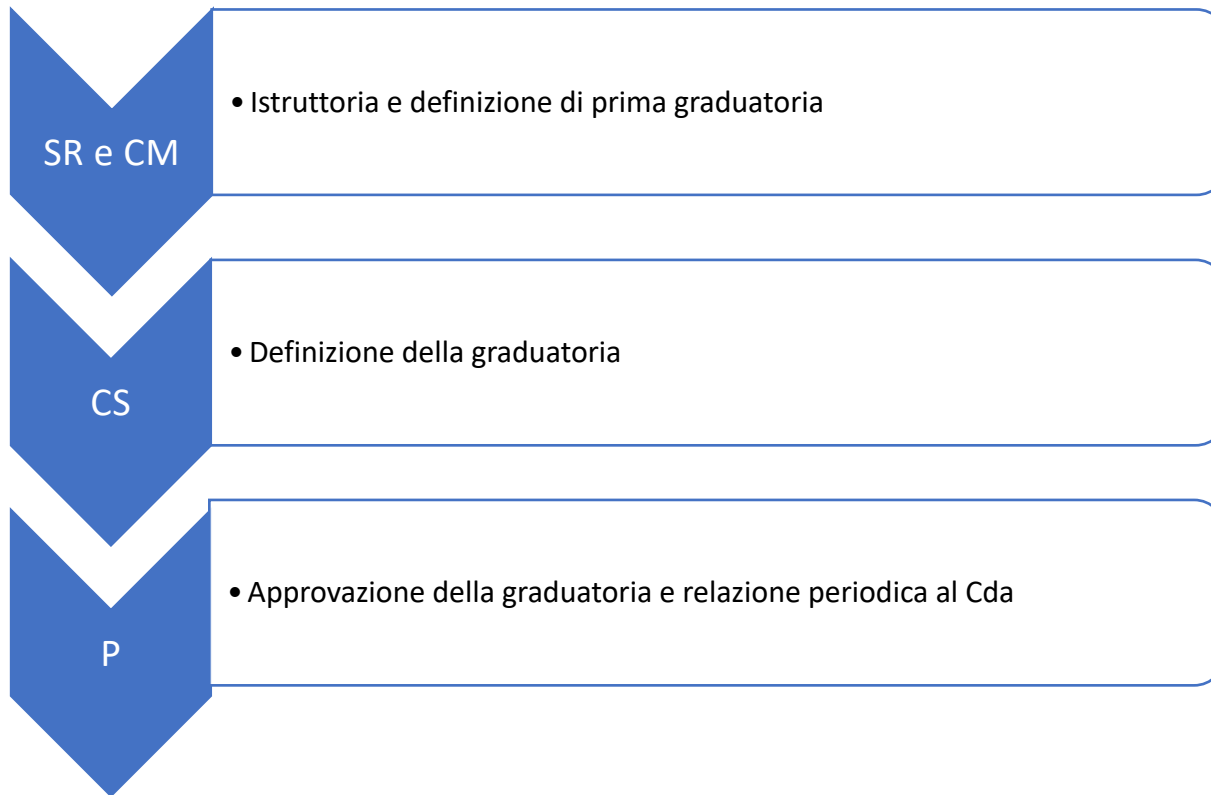 SR e CM
• Istruttoria e definizione di prima graduatoria
CS
• Definizione della graduatoria
P
• Approvazione della graduatoria e relazione periodica al Cda